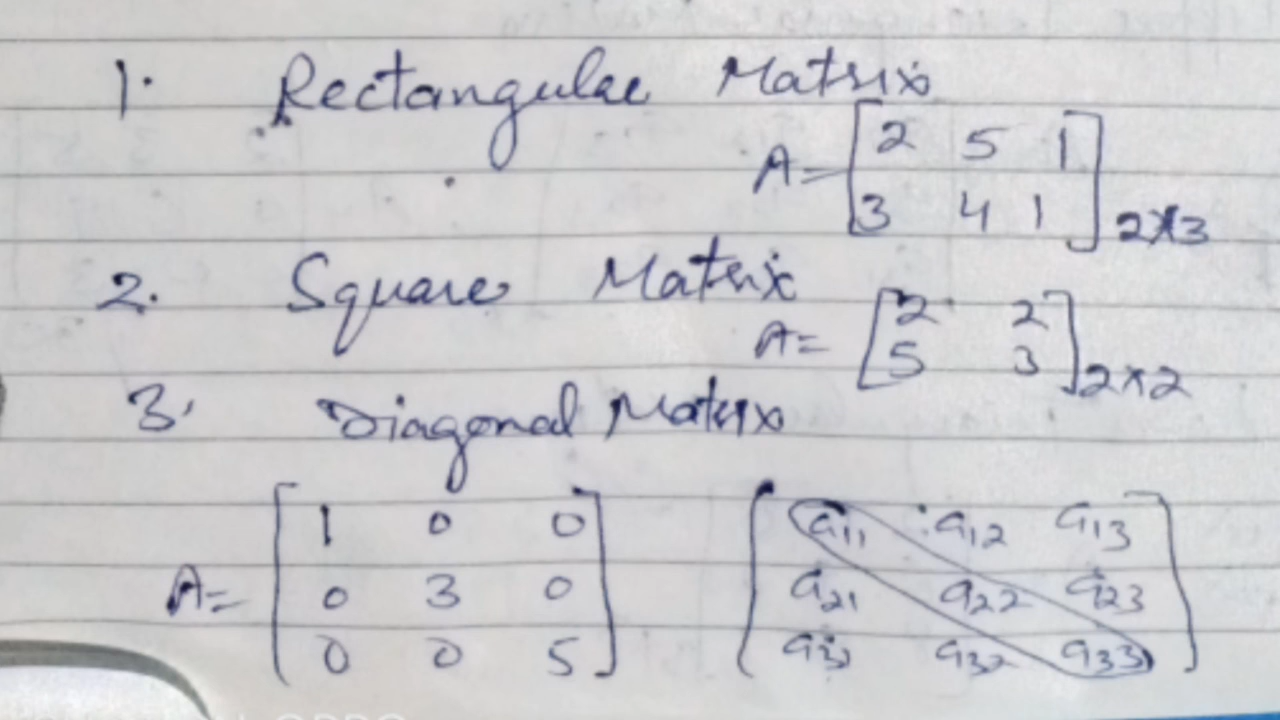 1. Rectangular Matrix
A = [2 5 1
3 4 1] 2×3
2. Square Matrix
A = [2 2
5 3] 2×2
3. Diagonal Matrix
[1 0 0 [a11 a12 a13
A = 0 3 0 a21 a22 a23
0 0 5] a31 a32 a33]